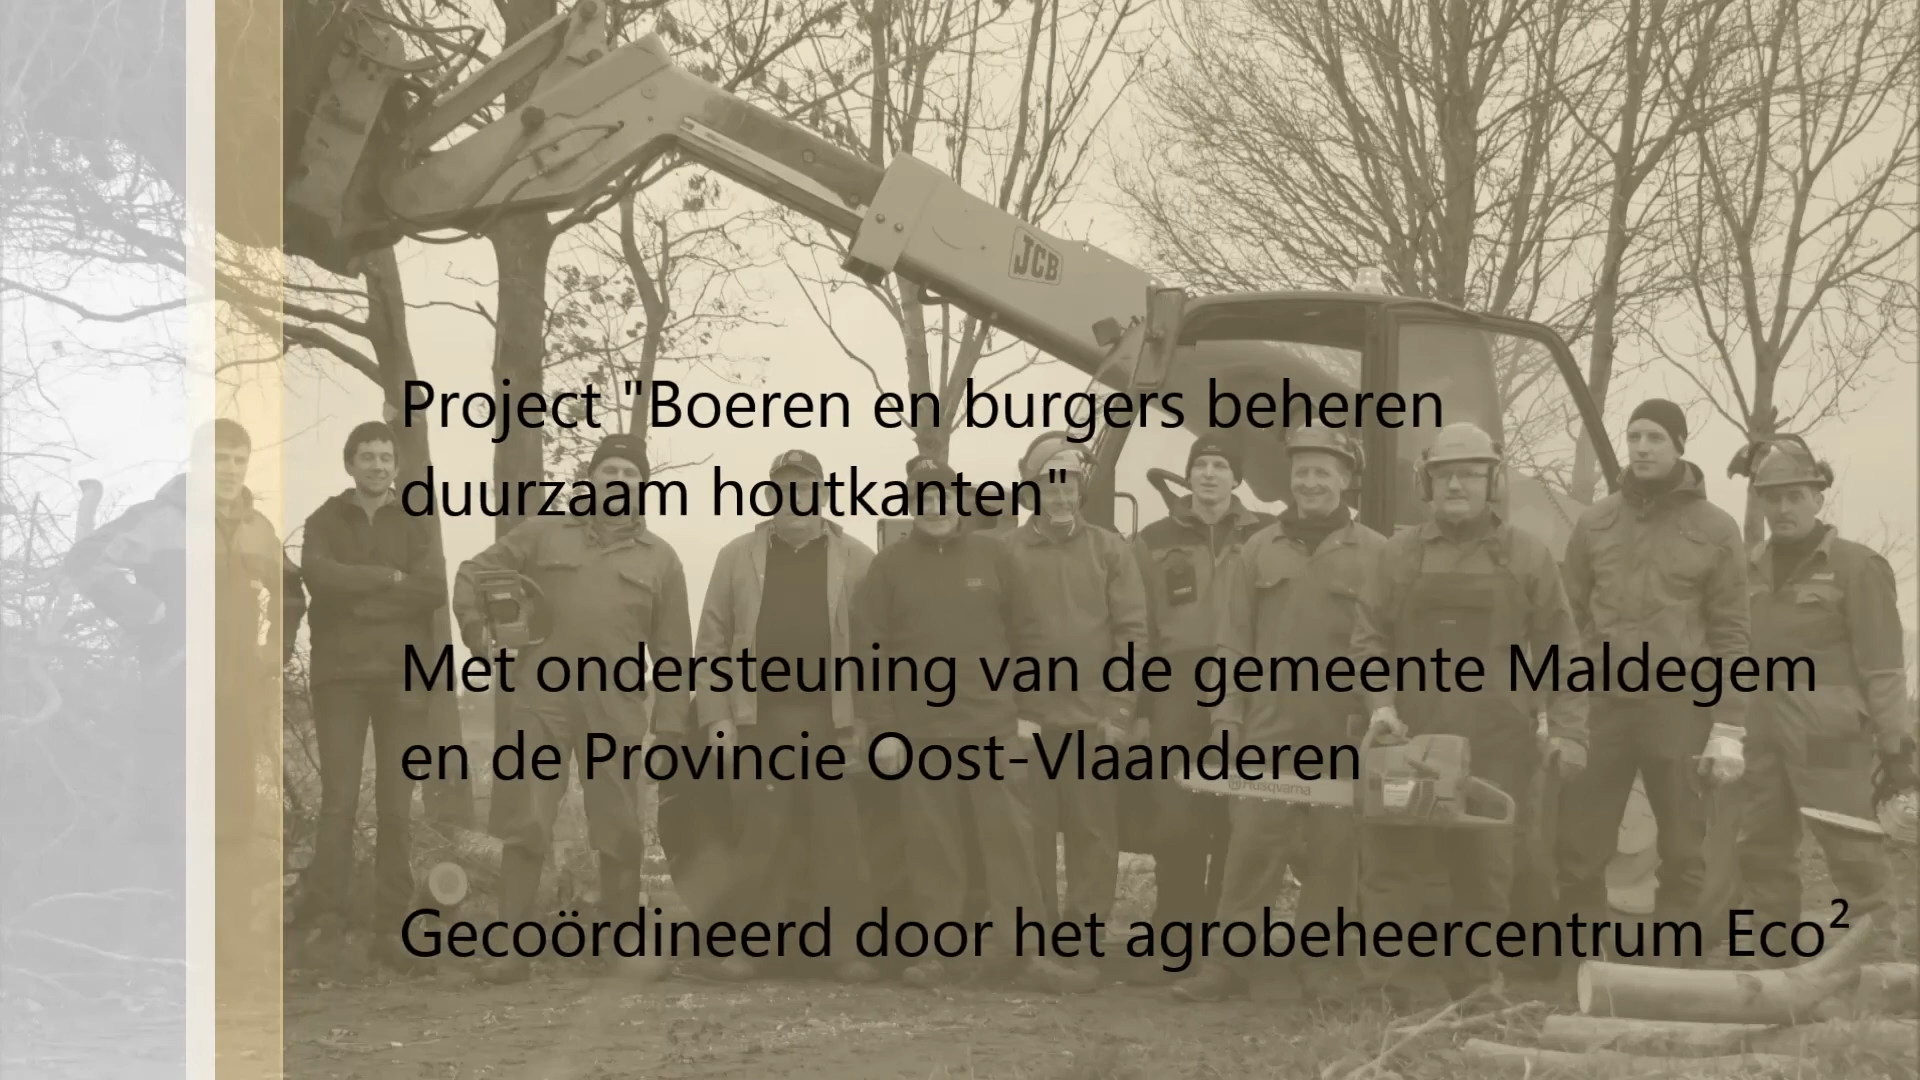 JCB
Project "Boeren en burgers beheren
duurzaam houtkanten"
Met ondersteuning van de gemeente Maldegem
en de Provincie Oost-Vlaanderen
Husqvarna
Gecoördineerd door het agrobeheercentrum Eco²